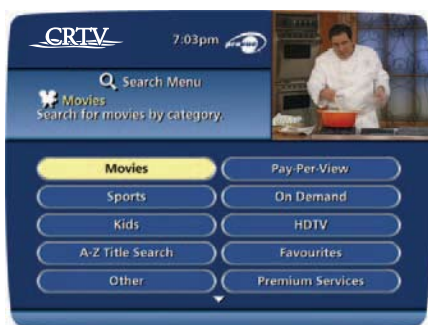 CRTV
7:03pm
Search Menu
Movies
Search for movies by category.
Movies
Pay-Per-View
Sports
On Demand
Kids
HDTV
A-Z Title Search
Favourites
Other
Premium Services